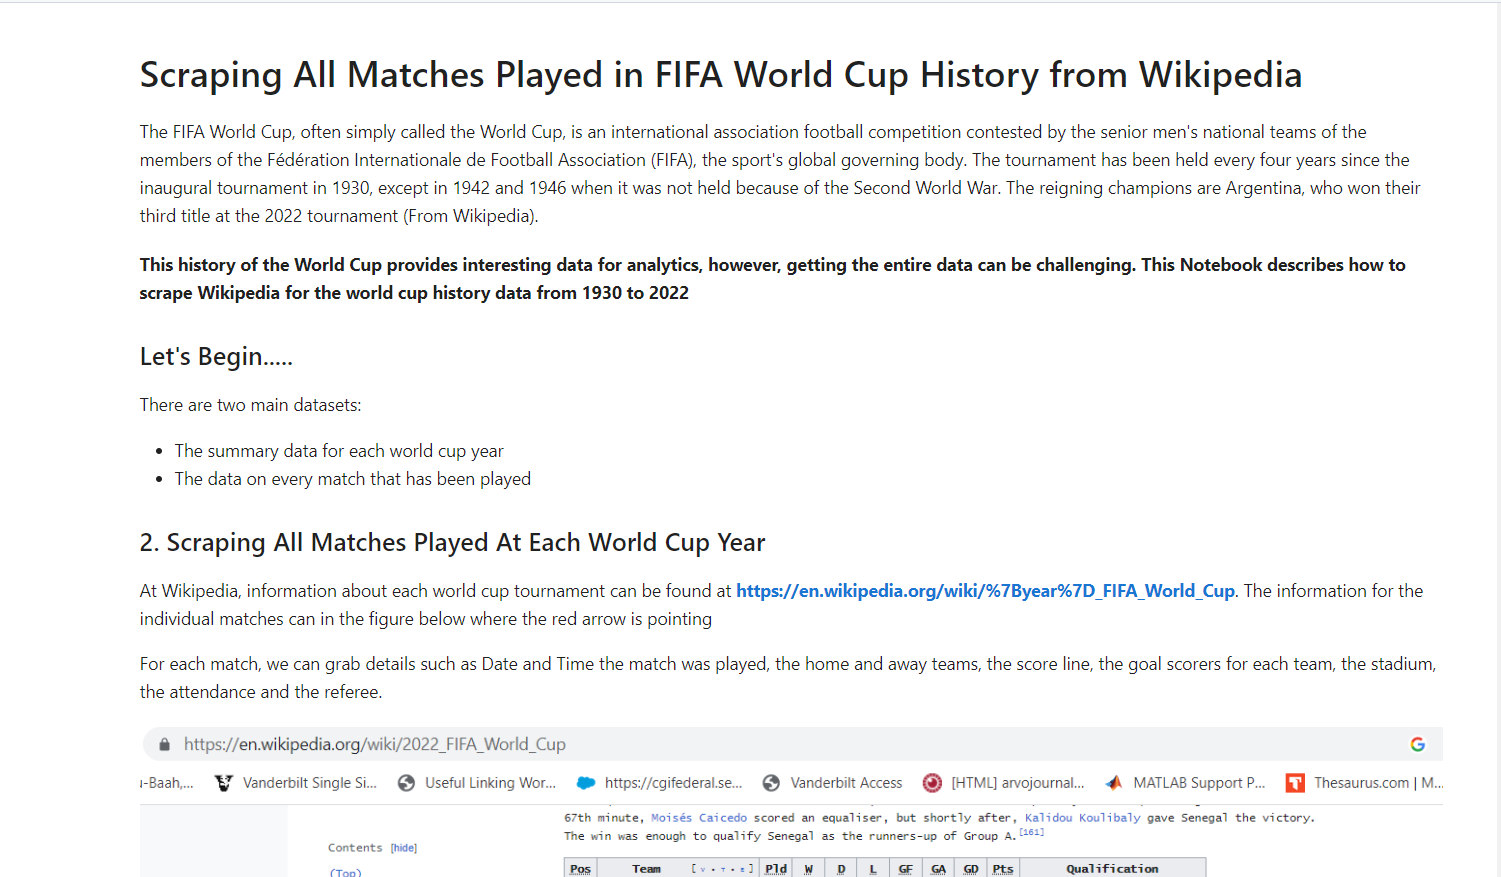 Scraping All Matches Played in FIFA World Cup History from Wikipedia
The FIFA World Cup, often simply called the World Cup, is an international association football competition contested by the senior men's national teams of the
members of the Fédération Internationale de Football Association (FIFA), the sport's global governing body. The tournament has been held every four years since the
inaugural tournament in 1930, except in 1942 and 1946 when it was not held because of the Second World War. The reigning champions are Argentina, who won their
third title at the 2022 tournament (From Wikipedia).
This history of the World Cup provides interesting data for analytics, however, getting the entire data can be challenging. This Notebook describes how to
scrape Wikipedia for the world cup history data from 1930 to 2022
Let's Begin.....
There are two main datasets:
• The summary data for each world cup year
• The data on every match that has been played
2. Scraping All Matches Played At Each World Cup Year
At Wikipedia, information about each world cup tournament can be found at https://en.wikipedia.org/wiki/%7Byear%7D_FIFA_World_Cup. The information for the
individual matches can in the figure below where the red arrow is pointing
For each match, we can grab details such as Date and Time the match was played, the home and away teams, the score line, the goal scorers for each team, the stadium,
the attendance and the referee.
https://en.wikipedia.org/wiki/2022_FIFA_World_Cup
ı-Baah,... Vanderbilt Single Si... Useful Linking Wor... https://cgifederal.se... Vanderbilt Access [HTML] arvojournal... MATLAB Support P... Thesaurus.com | M...
67th minute, Moisés Caicedo scored an equaliser, but shortly after, Kalidou Koulibaly gave Senegal the victory.
The win was enough to qualify Senegal as the runners-up of Group A.[161]
Contents [hide]
(Top)
Pos Team [v · t · e] Pld W D L GF GA GD Pts Qualification